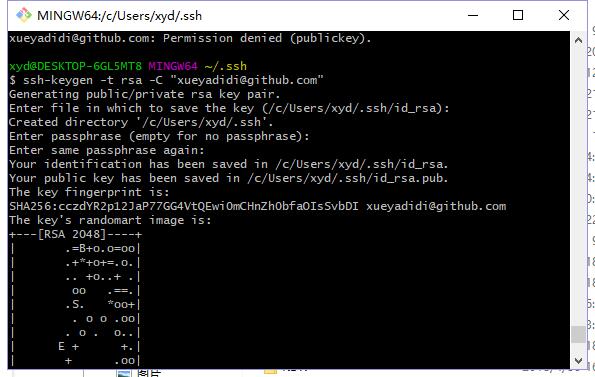 MINGW64:/c/Users/xyd/.ssh
xueyadidi@github.com: Permission denied (publickey).
xyd@DESKTOP-6GL5MT8 MINGW64 ~/.ssh
$ ssh-keygen -t rsa -C "xueyadidi@github.com"
Generating public/private rsa key pair.
Enter file in which to save the key (/c/Users/xyd/.ssh/id_rsa):
Created directory '/c/Users/xyd/.ssh'.
Enter passphrase (empty for no passphrase):
Enter same passphrase again:
Your identification has been saved in /c/Users/xyd/.ssh/id_rsa.
Your public key has been saved in /c/Users/xyd/.ssh/id_rsa.pub.
The key fingerprint is:
SHA256:cczdYR2p12JaP77GG4VtQEwiOmCHnZhObfaOIsSvbDI xueyadidi@github.com
The key's randomart image is:
+---[RSA 2048]----+
|       .=B+o.o=oo|
|       .+*+o+=.o.|
|       .. +o..+ .|
|        oo   .==.|
|       .S.   *oo+|
|       . o o .oo|
|       . o .  o..|
|      E +      +.|
|       +      .oo|
图片